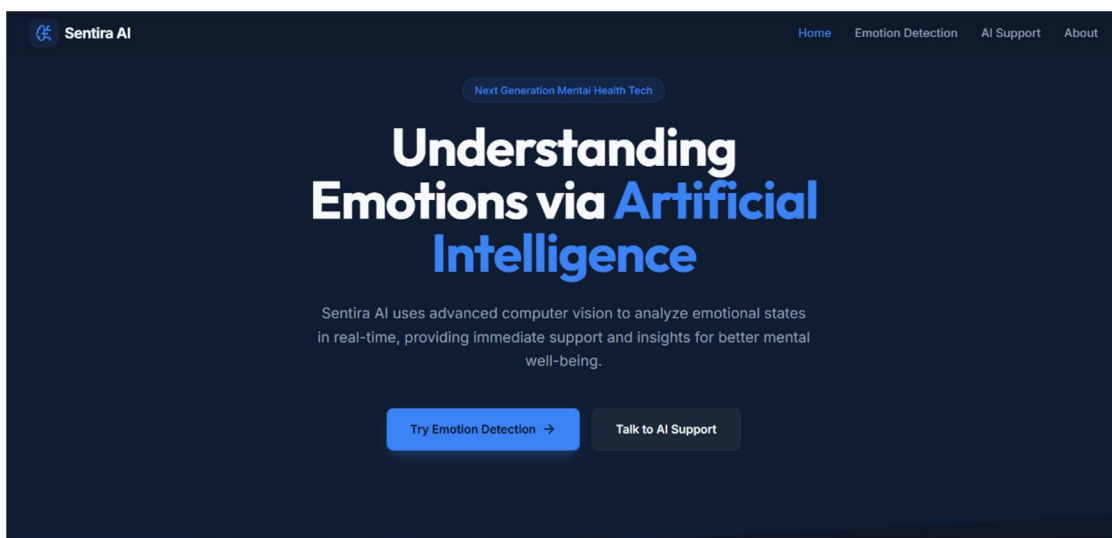 Sentira AI
Home
Emotion Detection
AI Support
About
Next Generation Mental Health Tech
Understanding
Emotions via Artificial
Intelligence
Sentira AI uses advanced computer vision to analyze emotional states
in real-time, providing immediate support and insights for better mental
well-being.
Try Emotion Detection →
Talk to AI Support